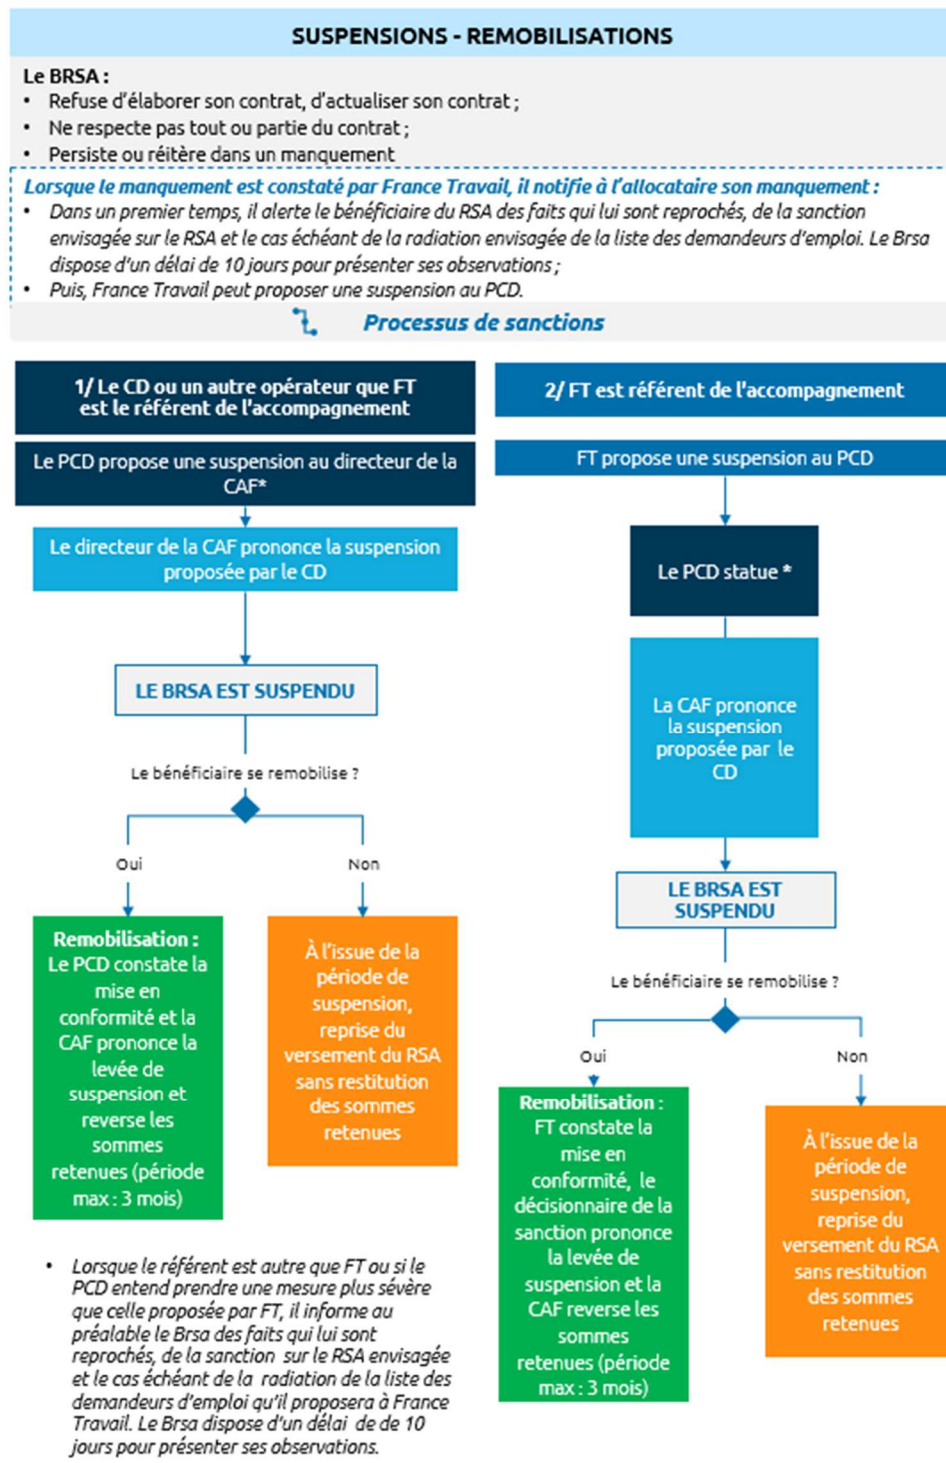 SUSPENSIONS - REMOBILISATIONS
Le BRSA :
• Refuse d'élaborer son contrat, d'actualiser son contrat ;
• Ne respecte pas tout ou partie du contrat ;
• Persiste ou réitère dans un manquement
Lorsque le manquement est constaté par France Travail, il notifie à l'allocataire son manquement :
• Dans un premier temps, il alerte le bénéficiaire du RSA des faits qui lui sont reprochés, de la sanction
envisagée sur le RSA et le cas échéant de la radiation envisagée de la liste des demandeurs d'emploi. Le Brsa
dispose d'un délai de 10 jours pour présenter ses observations ;
• Puis, France Travail peut proposer une suspension au PCD.
Processus de sanctions
1/ Le CD ou un autre opérateur que FT
est le référent de l'accompagnement
Le PCD propose une suspension au directeur de la
CAF*
Le directeur de la CAF prononce la suspension
proposée par le CD
LE BRSA EST SUSPENDU
Le bénéficiaire se remobilise ?
Oui
Non
Remobilisation :
Le PCD constate la
mise en
conformité et la
CAF prononce la
levée de
suspension et
reverse les
sommes
retenues (période
max : 3 mois)
À l'issue de la
période de
suspension,
reprise du
versement du RSA
sans restitution
des sommes
retenues
• Lorsque le référent est autre que FT ou si le
PCD entend prendre une mesure plus sévère
que celle proposée par FT, il informe au
préalable le Brsa des faits qui lui sont
reprochés, de la sanction sur le RSA envisagée
et le cas échéant de la radiation de la liste des
demandeurs d'emploi qu'il proposera à France
Travail. Le Brsa dispose d'un délai de de 10
jours pour présenter ses observations.
2/ FT est référent de l'accompagnement
FT propose une suspension au PCD
Le PCD statue *
La CAF prononce
la suspension
proposée par le
CD
LE BRSA EST
SUSPENDU
Le bénéficiaire se remobilise ?
Oui
Non
Remobilisation :
FT constate la
mise en
conformité, le
décisionnaire de la
sanction prononce
la levée de
suspension et la
CAF reverse les
sommes
retenues (période
max : 3 mois)
À l'issue de la
période de
suspension,
reprise du
versement du RSA
sans restitution
des sommes
retenues